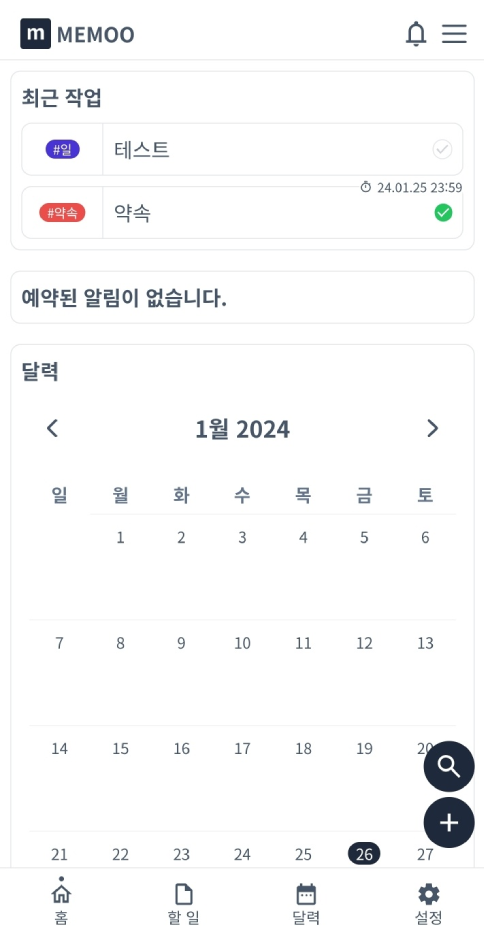 m MEMOO
최근 작업
#일 테스트
24.01.25 23:59
#약속 약속
예약된 알림이 없습니다.
달력
1월 2024
일 월 화 수 목 금 토
1 2 3 4 5 6
7 8 9 10 11 12 13
14 15 16 17 18 19 20
21 22 23 24 25 26 27
홈 할 일 달력 설정